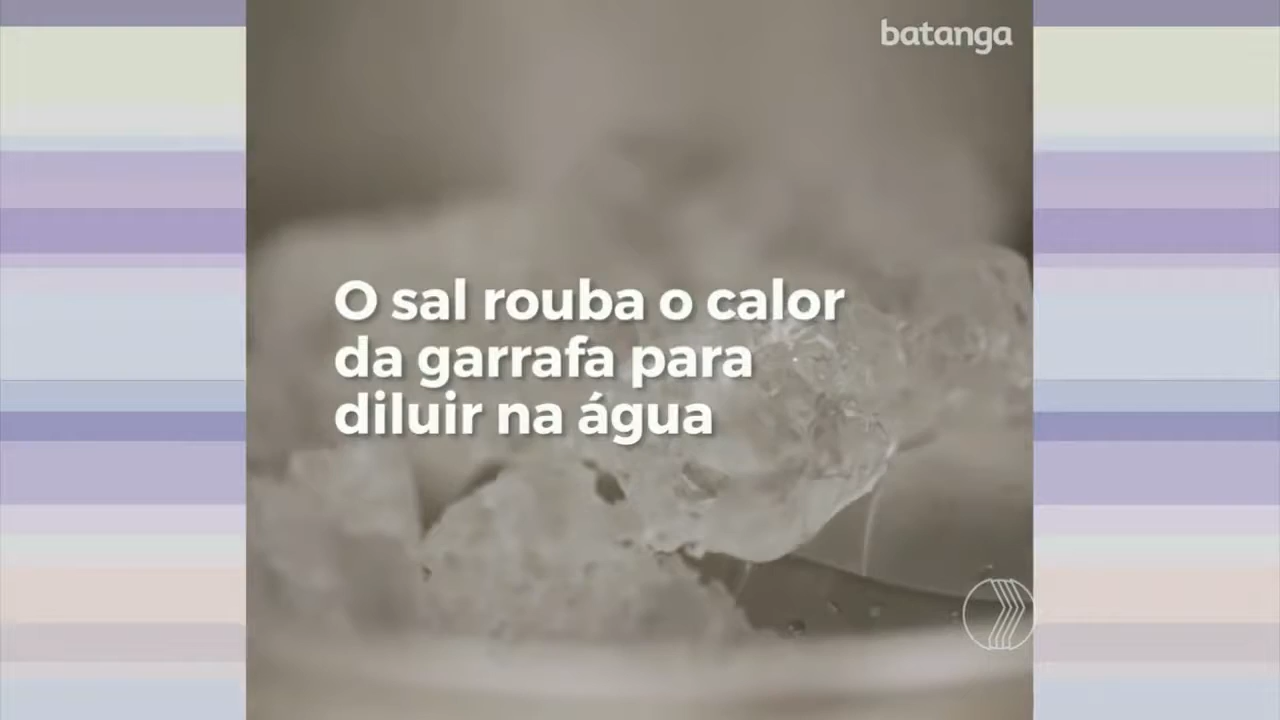 batanga
O sal rouba o calor
da garrafa para
diluir na água